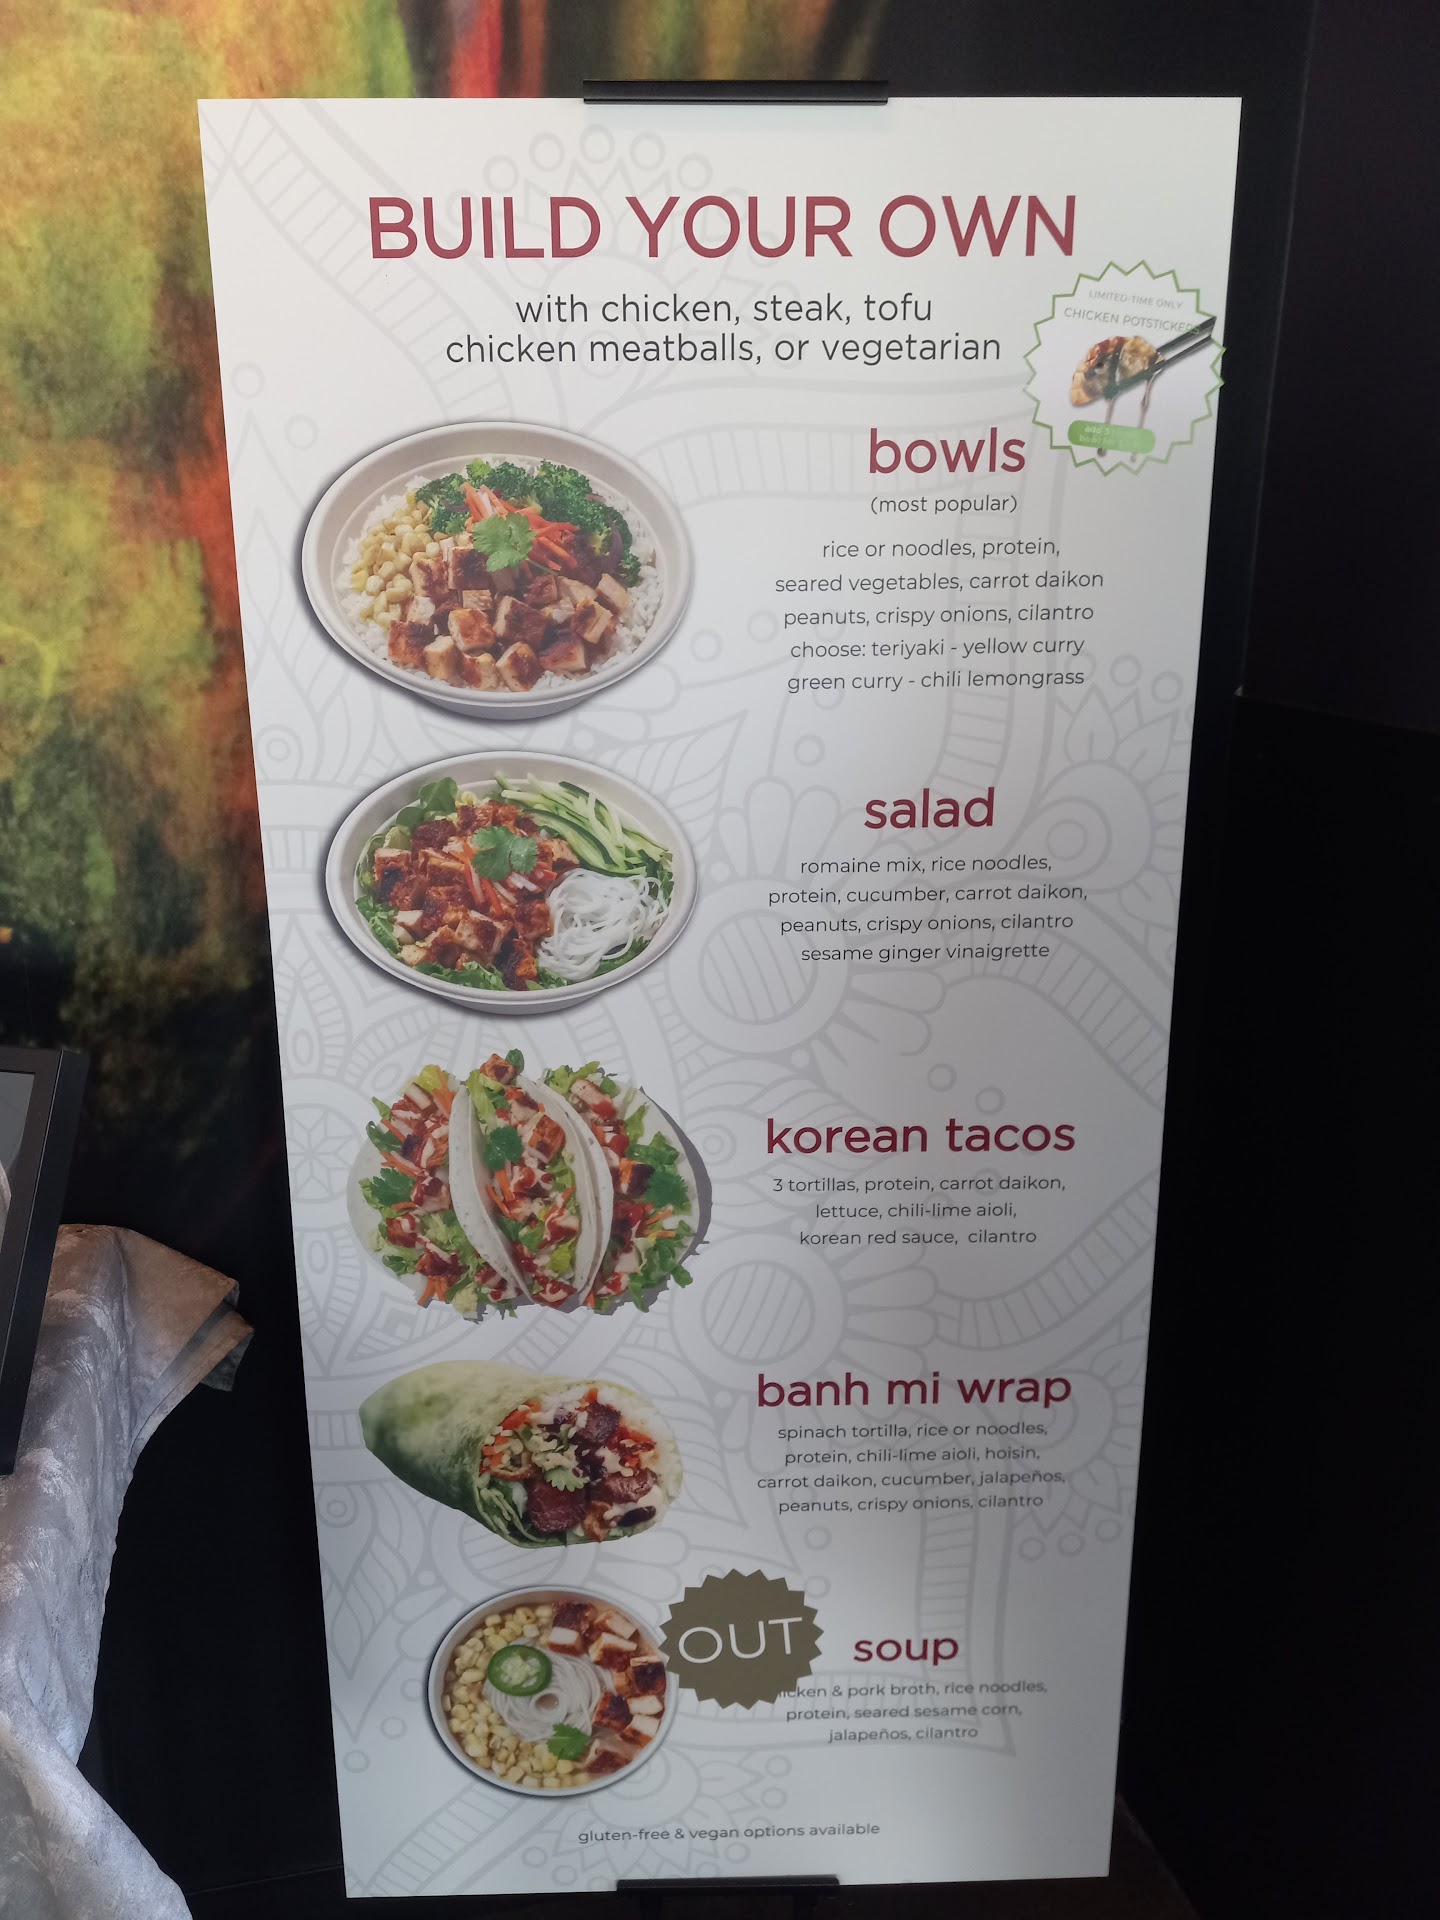 BUILD YOUR OWN
with chicken, steak, tofu
chicken meatballs, or vegetarian
LIMITED-TIME ONLY
CHICKEN POTSTICKERS
add 3
bowls
(most popular)
rice or noodles, protein,
seared vegetables, carrot daikon
peanuts, crispy onions, cilantro
choose: teriyaki - yellow curry
green curry - chili lemongrass
salad
romaine mix, rice noodles,
protein, cucumber, carrot daikon,
peanuts, crispy onions, cilantro
sesame ginger vinaigrette
korean tacos
3 tortillas, protein, carrot daikon,
lettuce, chili-lime aioli,
korean red sauce, cilantro
banh mi wrap
spinach tortilla, rice or noodles,
protein, chili-lime aioli, hoisin,
carrot daikon, cucumber, jalapeños,
peanuts, crispy onions, cilantro
OUT
soup
icken & pork broth, rice noodles,
protein, seared sesame corn,
jalapeños, cilantro
gluten-free & vegan options available